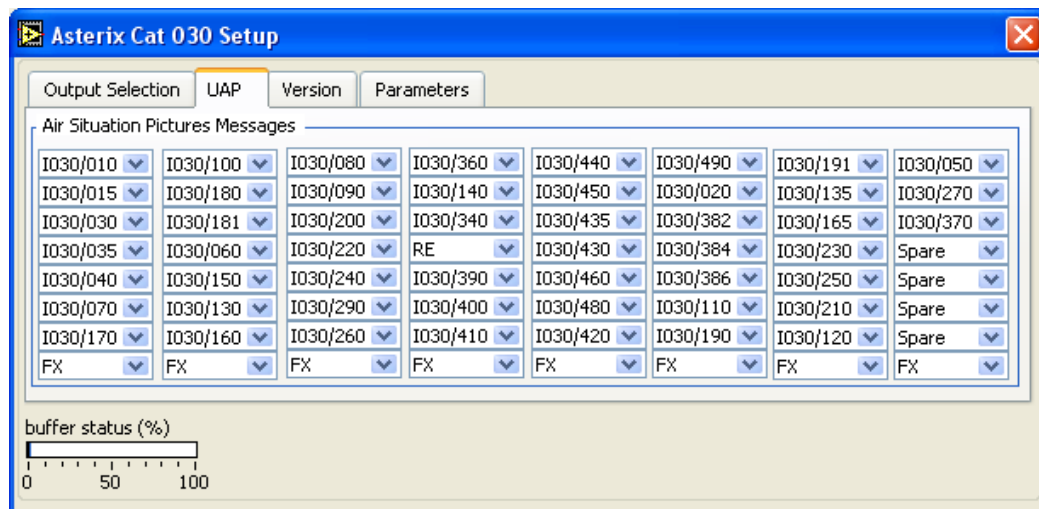 Asterix Cat 030 Setup
Output Selection UAP Version Parameters
Air Situation Pictures Messages
I030/010 I030/100 I030/080 I030/360 I030/440 I030/490 I030/191 I030/050
I030/015 I030/180 I030/090 I030/140 I030/450 I030/020 I030/135 I030/270
I030/030 I030/181 I030/200 I030/340 I030/435 I030/382 I030/165 I030/370
I030/035 I030/060 I030/220 RE I030/430 I030/384 I030/230 Spare
I030/040 I030/150 I030/240 I030/390 I030/460 I030/386 I030/250 Spare
I030/070 I030/130 I030/290 I030/400 I030/480 I030/110 I030/210 Spare
I030/170 I030/160 I030/260 I030/410 I030/420 I030/190 I030/120 Spare
FX FX FX FX FX FX FX FX
buffer status (%)
0 50 100